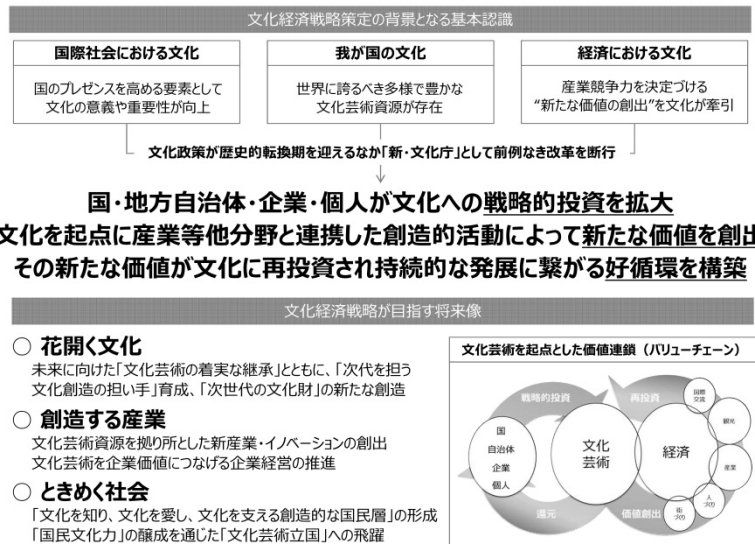 文化経済戦略策定の背景となる基本認識
国際社会における文化
国のプレゼンスを高める要素として
文化の意義や重要性が向上
我が国の文化
世界に誇るべき多様で豊かな
文化芸術資源が存在
経済における文化
産業競争力を決定づける
“新たな価値の創出”を文化が牽引
文化政策が歴史的転換期を迎えるなか「新・文化庁」として前例なき改革を断行
国・地方自治体・企業・個人が文化への戦略的投資を拡大
文化を起点に産業等他分野と連携した創造的活動によって新たな価値を創出
その新たな価値が文化に再投資され持続的な発展に繋がる好循環を構築
文化経済戦略が目指す将来像
○ 花開く文化
未来に向けた「文化芸術の着実な継承」とともに、「次代を担う
文化創造の担い手」育成、「次世代の文化財」の新たな創造
○ 創造する産業
文化芸術資源を拠り所とした新産業・イノベーションの創出
文化芸術を企業価値につなげる企業経営の推進
○ ときめく社会
「文化を知り、文化を愛し、文化を支える創造的な国民層」の形成
「国民文化力」の醸成を通じた「文化芸術立国」への飛躍
文化芸術を起点とした価値連鎖（バリューチェーン）
戦略的投資
再投資
国際
交流
観光
国
自治体
企業
個人
文化
芸術
経済
産業
人
づくり
街
づくり
還元
価値創出